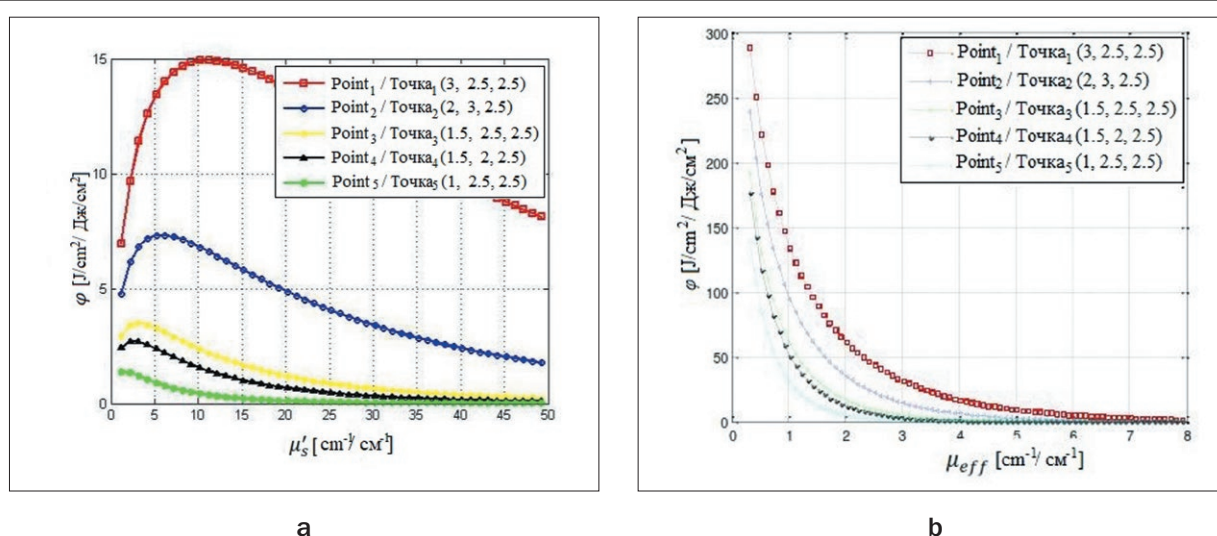 15
10
5
0
0 5 10 15 20 25 30 35 40 45 50
φ [J/cm²/ Дж/см²]
μ′ₛ [cm⁻¹/ см⁻¹]
Point₁ / Точка₁ (3, 2.5, 2.5)
Point₂ / Точка₂ (2, 3, 2.5)
Point₃ / Точка₃ (1.5, 2.5, 2.5)
Point₄ / Точка₄ (1.5, 2, 2.5)
Point₅ / Точка₅ (1, 2.5, 2.5)
a
300
250
200
150
100
50
0
0 1 2 3 4 5 6 7 8
φ [J/cm²/ Дж/см²]
μeff [cm⁻¹/ см⁻¹]
Point₁ / Точка₁ (3, 2.5, 2.5)
Point₂ / Точка₂ (2, 3, 2.5)
Point₃ / Точка₃ (1.5, 2.5, 2.5)
Point₄ / Точка₄ (1.5, 2, 2.5)
Point₅ / Точка₅ (1, 2.5, 2.5)
b